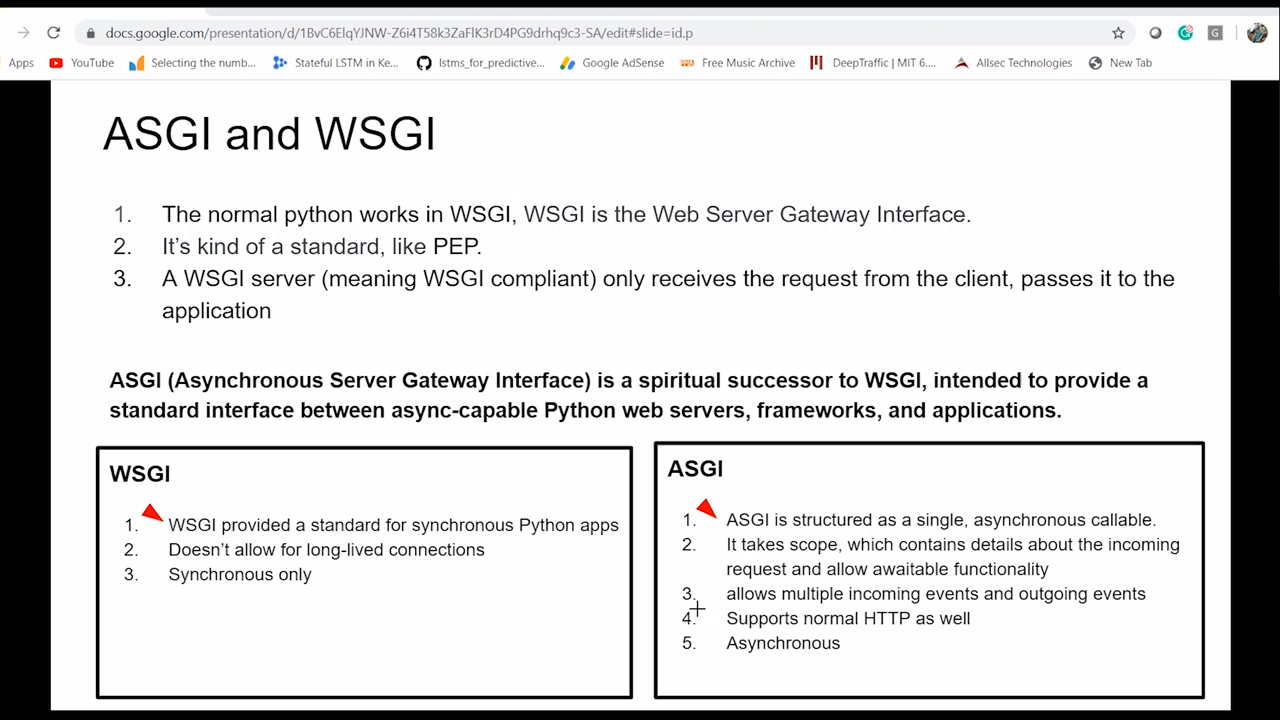 docs.google.com/presentation/d/1BvC6ElqYJNW-Z6i4T58k3ZaFlK3rD4PG9drhq9c3-SA/edit#slide=id.p
Apps YouTube Selecting the numb... Stateful LSTM in Ke... lstms_for_predictive... Google AdSense Free Music Archive DeepTraffic | MIT 6.... Allsec Technologies New Tab
ASGI and WSGI
1. The normal python works in WSGI, WSGI is the Web Server Gateway Interface.
2. It's kind of a standard, like PEP.
3. A WSGI server (meaning WSGI compliant) only receives the request from the client, passes it to the
application
ASGI (Asynchronous Server Gateway Interface) is a spiritual successor to WSGI, intended to provide a
standard interface between async-capable Python web servers, frameworks, and applications.
WSGI
1. WSGI provided a standard for synchronous Python apps
2. Doesn't allow for long-lived connections
3. Synchronous only
ASGI
1. ASGI is structured as a single, asynchronous callable.
2. It takes scope, which contains details about the incoming
request and allow awaitable functionality
3. allows multiple incoming events and outgoing events
4. Supports normal HTTP as well
5. Asynchronous